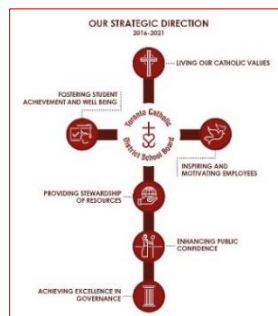 OUR STRATEGIC DIRECTION
2016-2021
LIVING OUR CATHOLIC VALUES
FOSTERING STUDENT
ACHIEVEMENT AND WELL BEING
Toronto Catholic
District School Board
INSPIRING AND
MOTIVATING EMPLOYEES
PROVIDING STEWARDSHIP
OF RESOURCES
ENHANCING PUBLIC
CONFIDENCE
ACHIEVING EXCELLENCE IN
GOVERNANCE